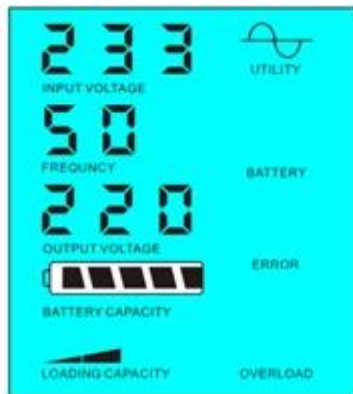 233
INPUT VOLTAGE
UTILITY
50
FREQUNCY
BATTERY
220
OUTPUT VOLTAGE
ERROR
BATTERY CAPACITY
LOADING CAPACITY
OVERLOAD